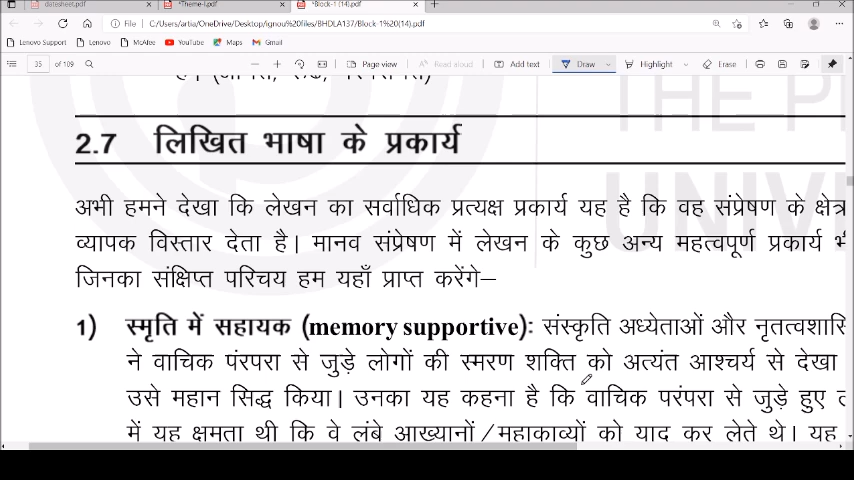 datesheet.pdf
*Theme-I.pdf
*Block-1 (14).pdf
File C:/Users/artia/OneDrive/Desktop/ignou%20files/BHDLA137/Block-1%20(14).pdf
Lenovo Support Lenovo McAfee YouTube Maps Gmail
35 of 109 Page view Read aloud Add text Draw Highlight Erase
THE P
UNIVE
2.7 लिखित भाषा के प्रकार्य
अभी हमने देखा कि लेखन का सर्वाधिक प्रत्यक्ष प्रकार्य यह है कि वह संप्रेषण के क्षेत्र
व्यापक विस्तार देता है। मानव संप्रेषण में लेखन के कुछ अन्य महत्वपूर्ण प्रकार्य
जिनका संक्षिप्त परिचय हम यहाँ प्राप्त करेंगे–
1) स्मृति में सहायक (memory supportive): संस्कृति अध्येताओं और नृतत्वशास्
ने वाचिक पंरपरा से जुड़े लोगों की स्मरण शक्ति को अत्यंत आश्चर्य से देखा
उसे महान सिद्ध किया। उनका यह कहना है कि वाचिक परंपरा से जुड़े हुए
में यह क्षमता थी कि वे लंबे आख्यानों/महाकाव्यों को याद कर लेते थे। यह